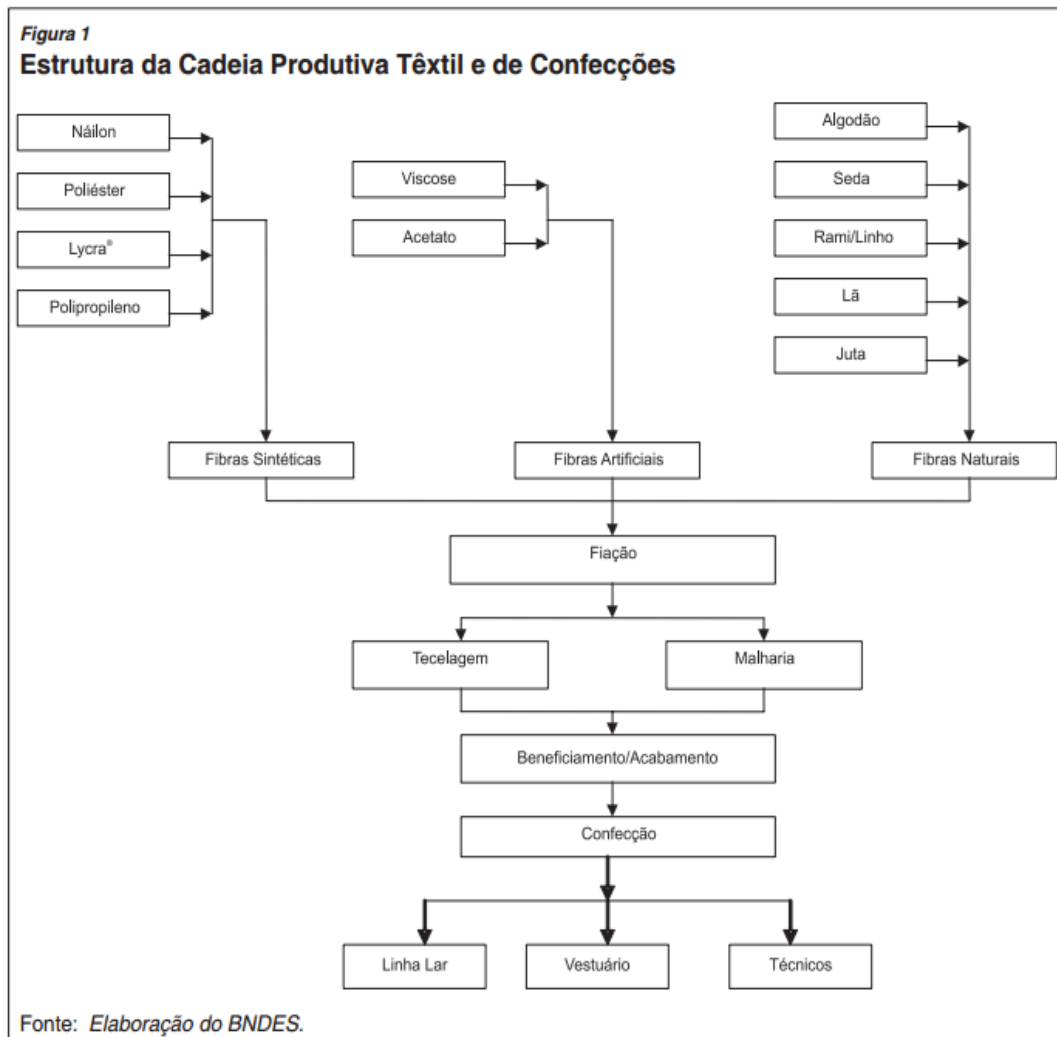 Figura 1
Estrutura da Cadeia Produtiva Têxtil e de Confecções
Náilon
Poliéster
Lycra®
Polipropileno
Viscose
Acetato
Algodão
Seda
Rami/Linho
Lã
Juta
Fibras Sintéticas
Fibras Artificiais
Fibras Naturais
Fiação
Tecelagem
Malharia
Beneficiamento/Acabamento
Confecção
Linha Lar
Vestuário
Técnicos
Fonte: Elaboração do BNDES.